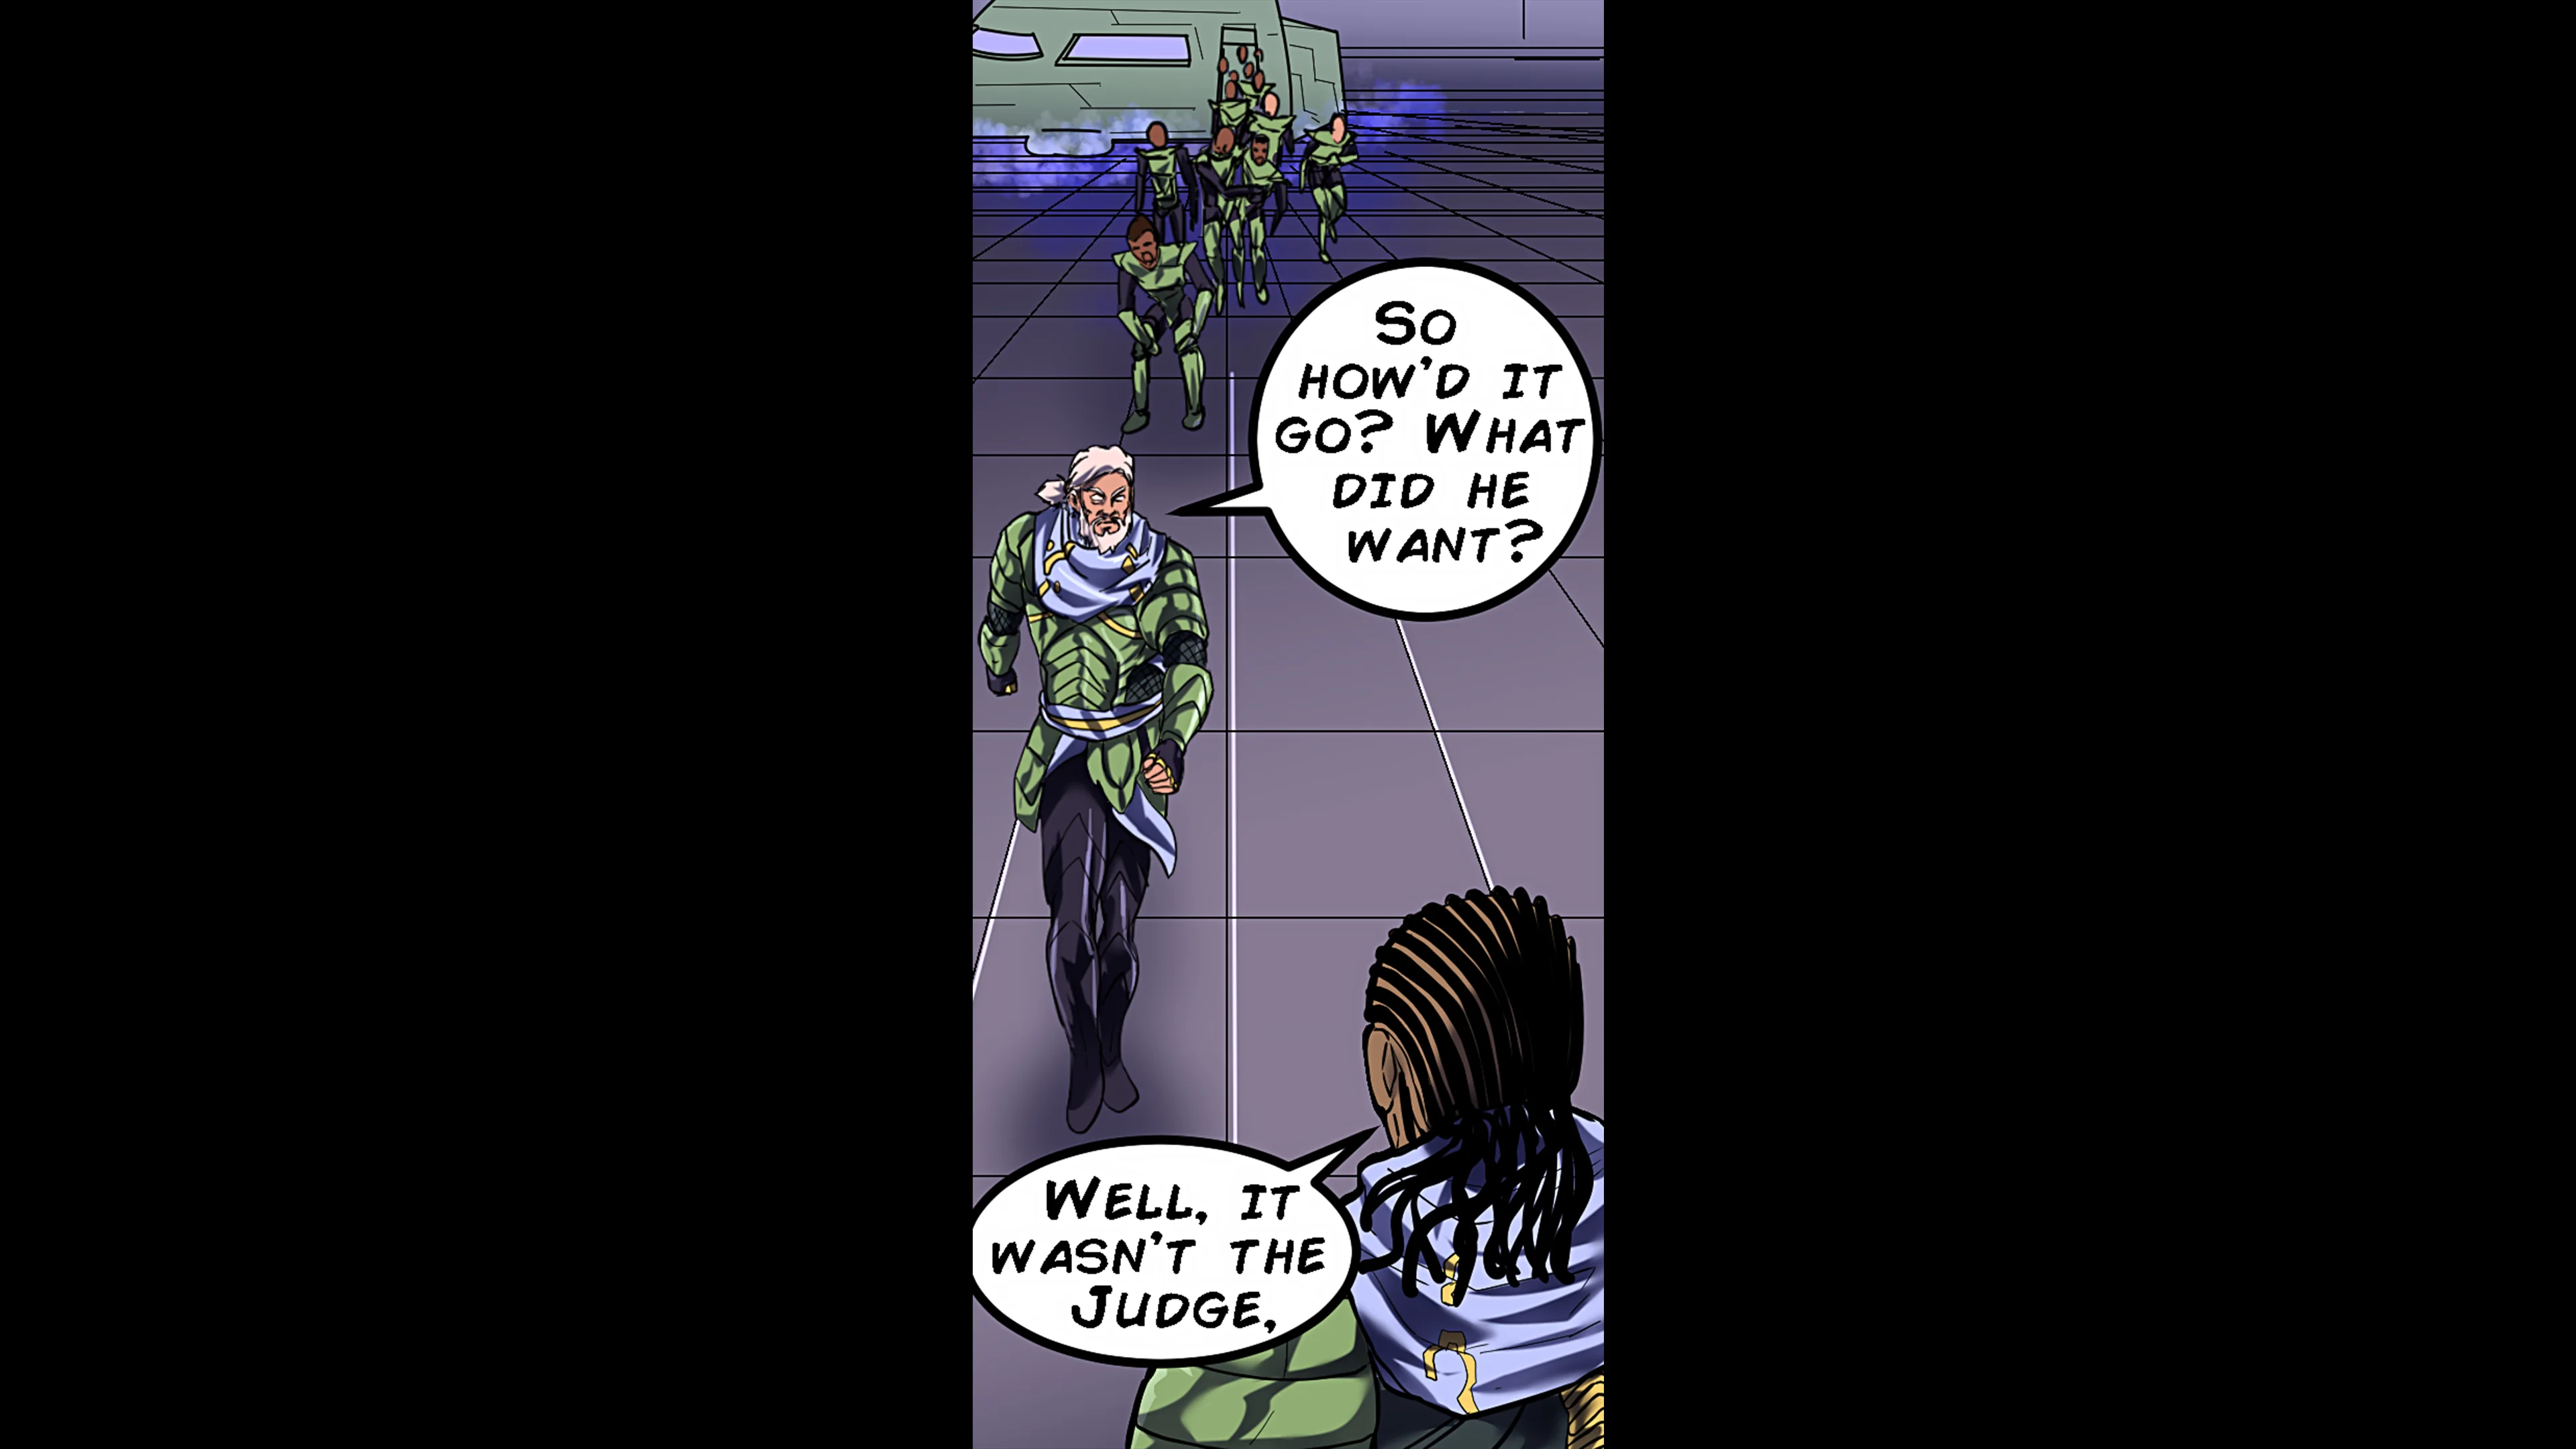 So
how'd it
go? What
did he
want?
Well, it
wasn't the
Judge,